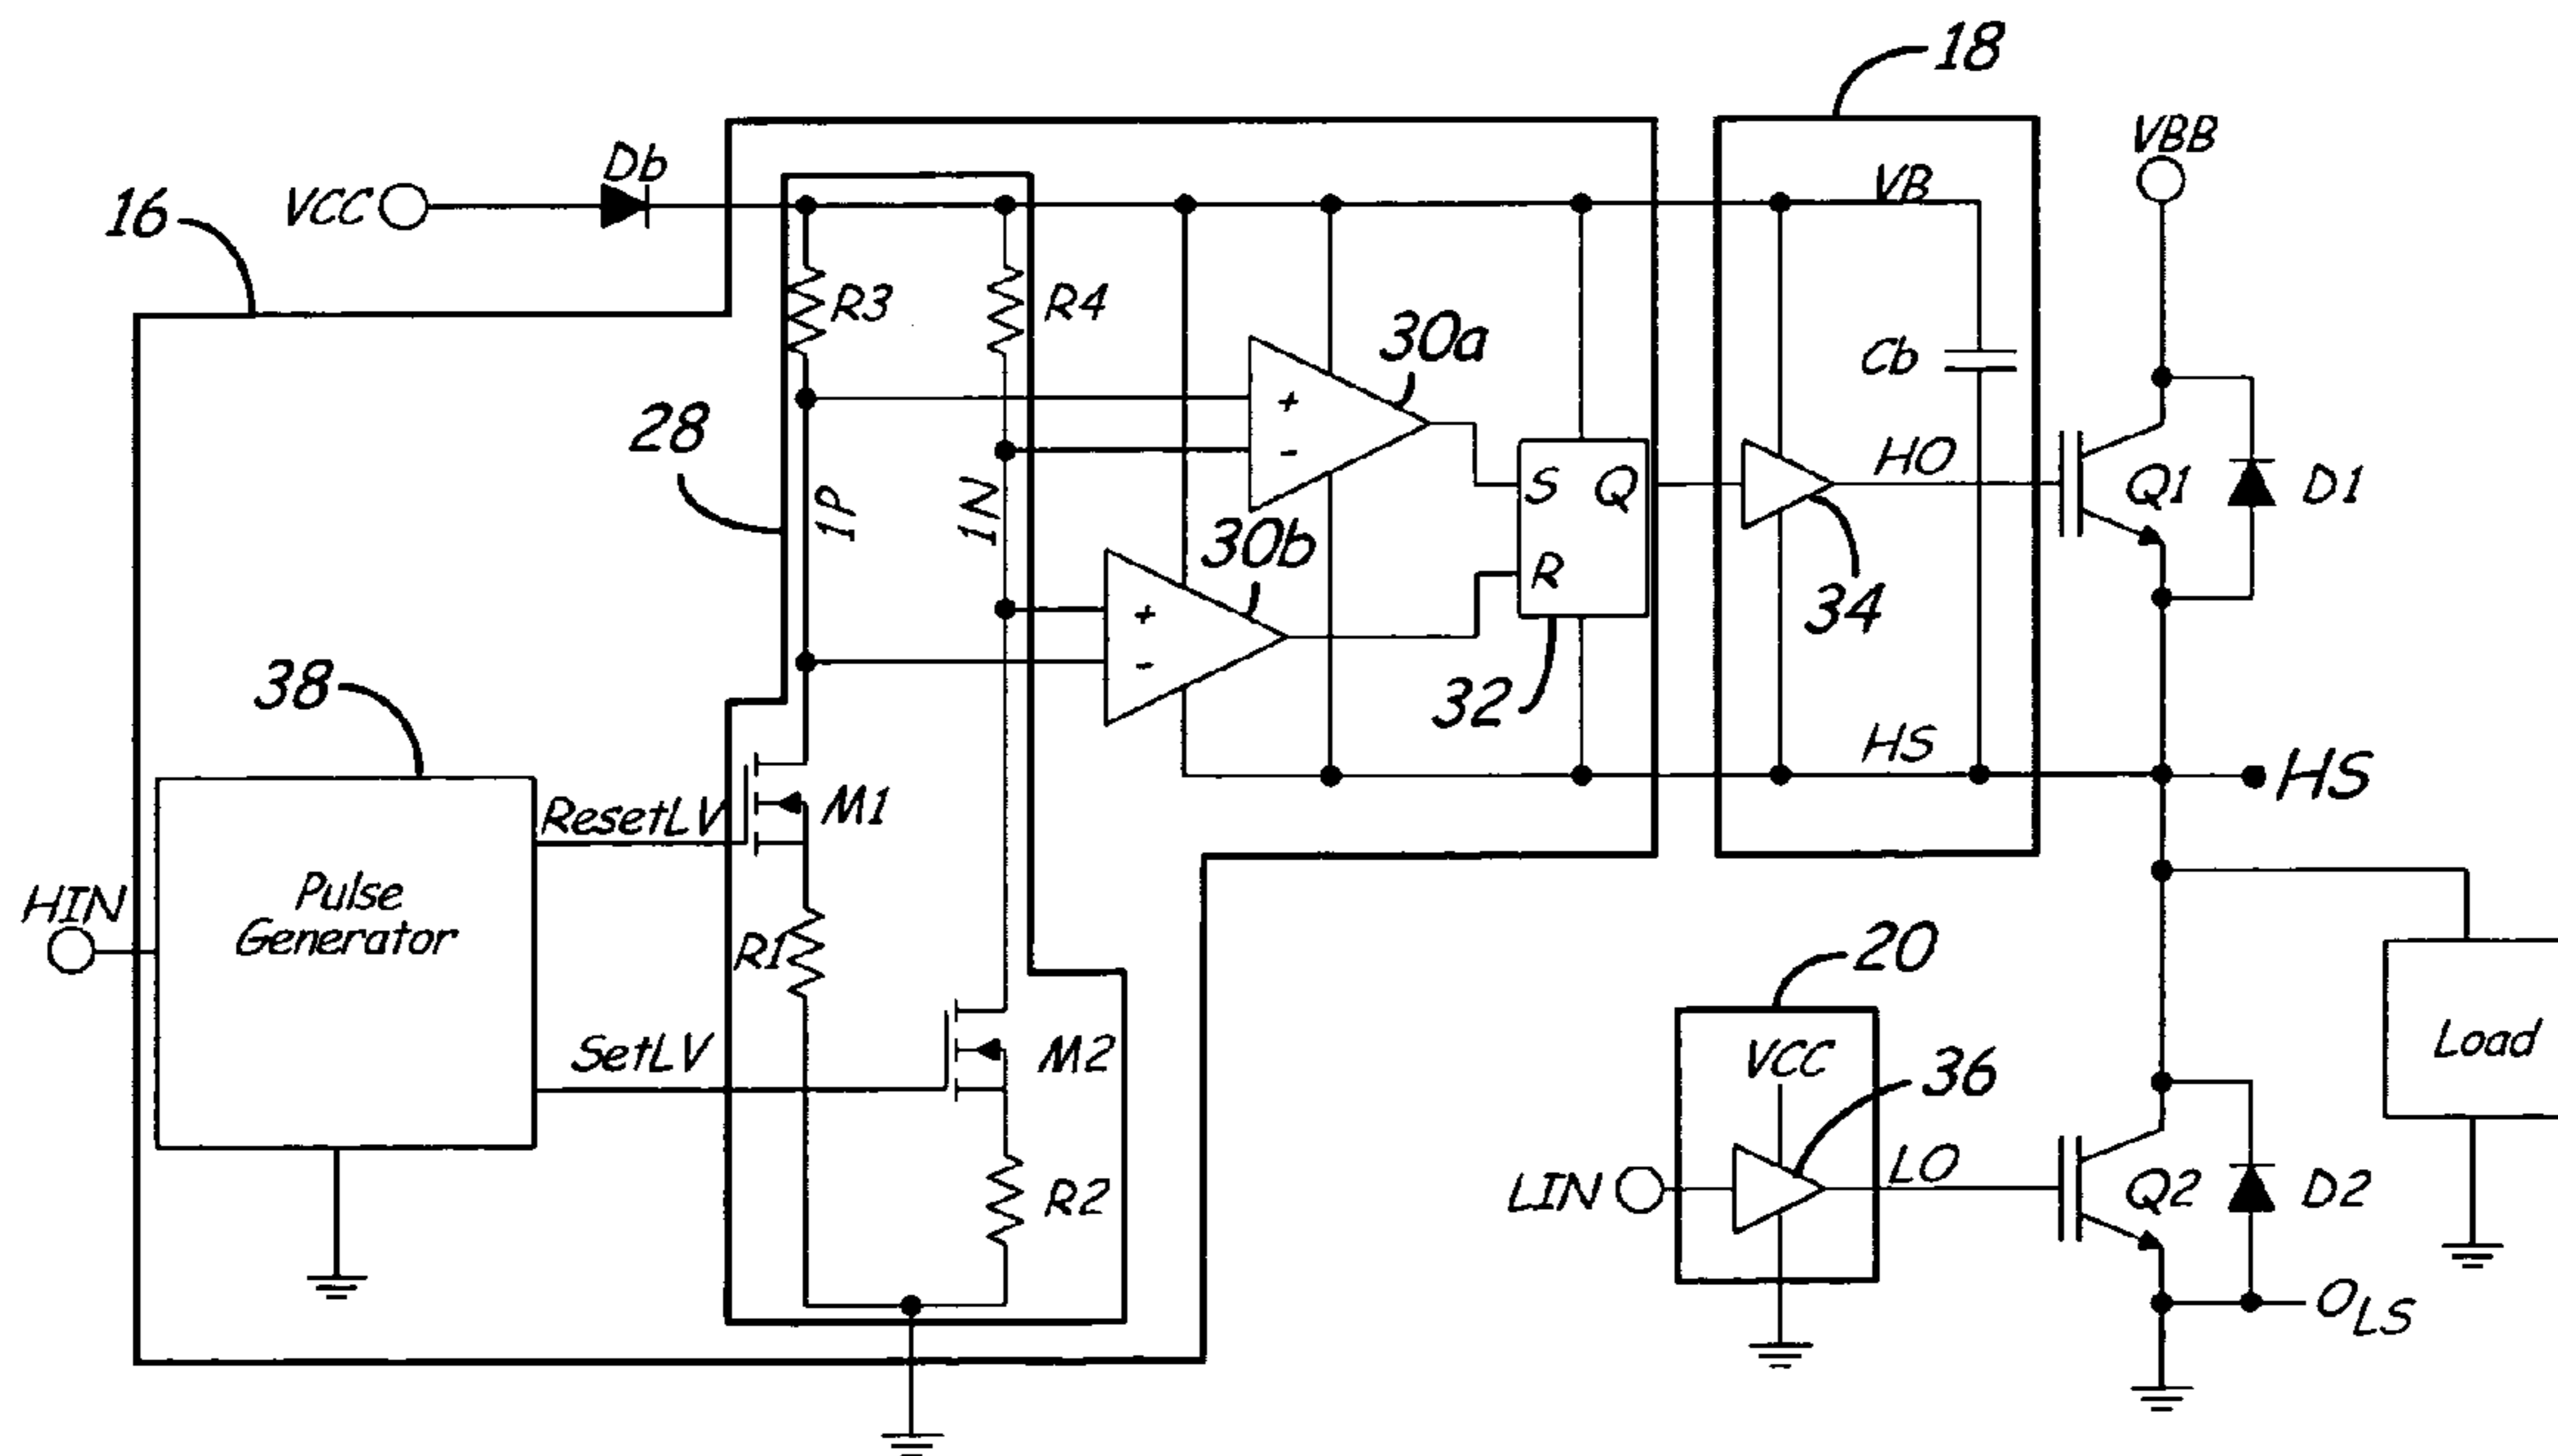 18
VBB
Db
VCC
VB
16
R3
R4
30a
Cb
28
+
-
HO
Q1
D1
1P
1N
S
Q
30b
R
34
+
-
38
32
HS
HS
ResetLV
M1
Pulse
Generator
HIN
R1
20
SetLV
M2
VCC
36
Load
LIN
LO
Q2
D2
R2
OLS